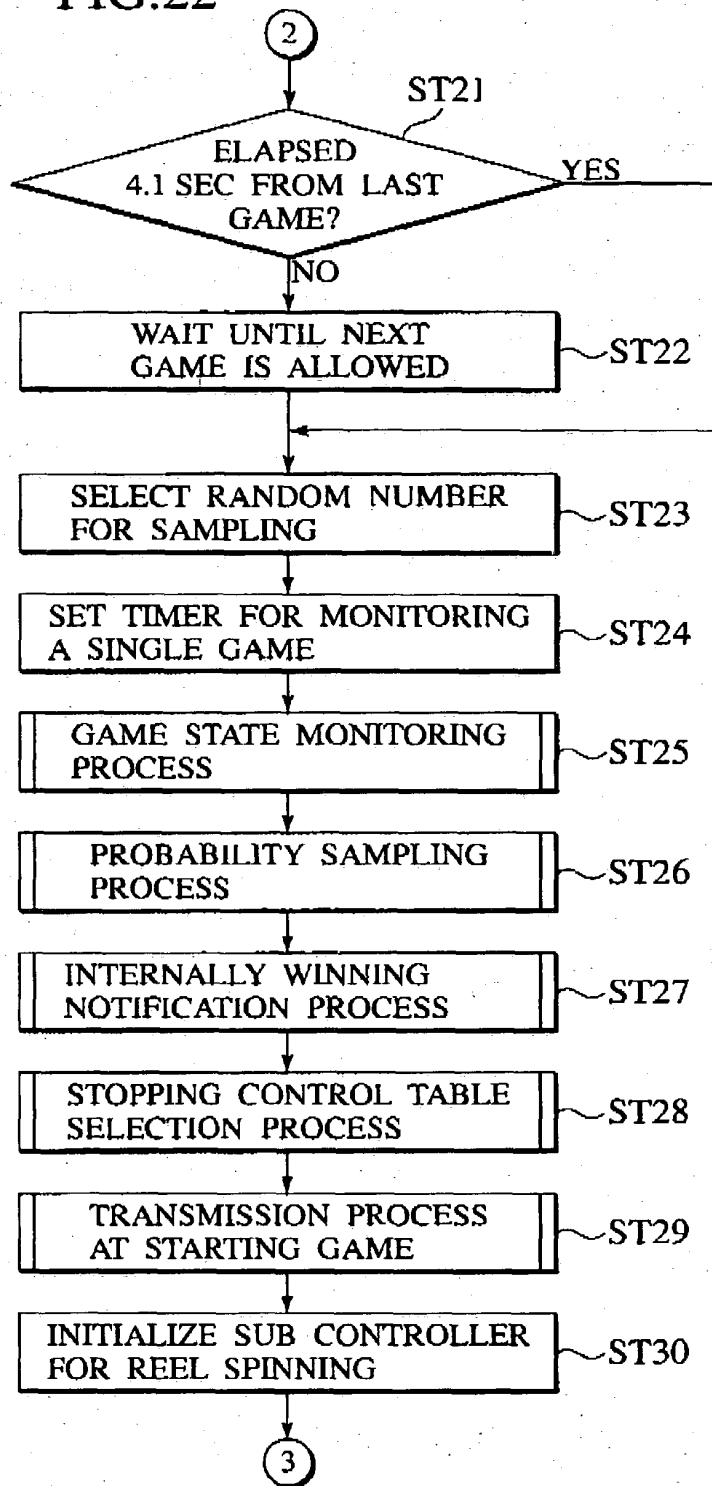 FIG.22
2
ST21
ELAPSED
4.1 SEC FROM LAST
GAME?
YES
NO
WAIT UNTIL NEXT
GAME IS ALLOWED
ST22
SELECT RANDOM NUMBER
FOR SAMPLING
ST23
SET TIMER FOR MONITORING
A SINGLE GAME
ST24
GAME STATE MONITORING
PROCESS
ST25
PROBABILITY SAMPLING
PROCESS
ST26
INTERNALLY WINNING
NOTIFICATION PROCESS
ST27
STOPPING CONTROL TABLE
SELECTION PROCESS
ST28
TRANSMISSION PROCESS
AT STARTING GAME
ST29
INITIALIZE SUB CONTROLLER
FOR REEL SPINNING
ST30
3